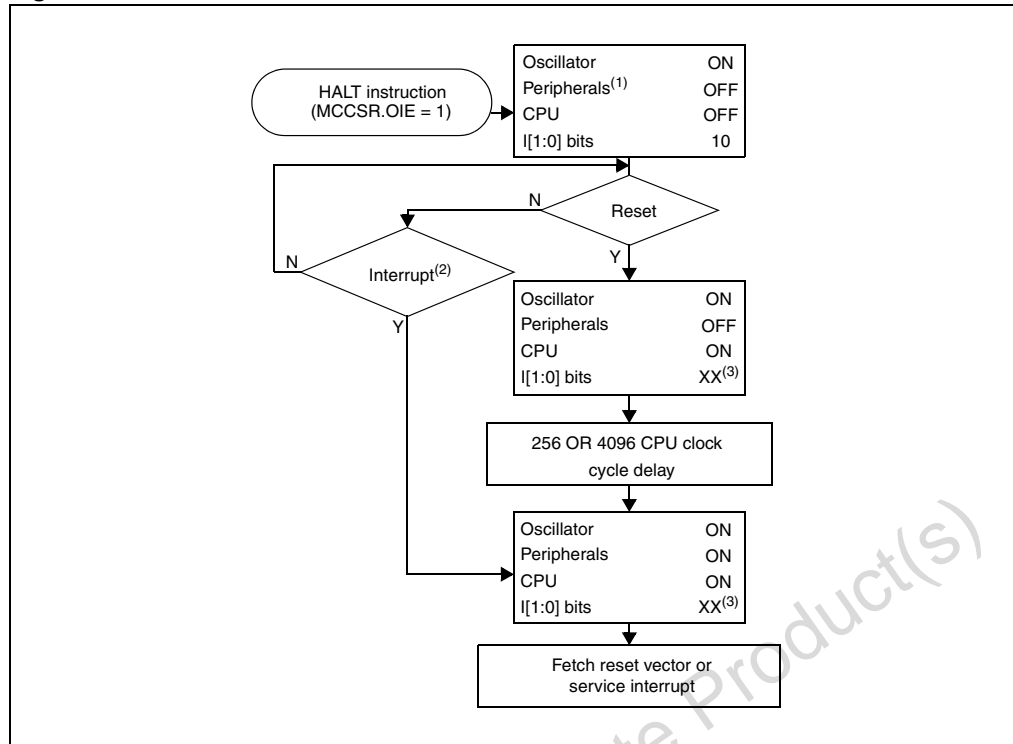 HALT instruction
(MCCSR.OIE = 1)
Oscillator ON
Peripherals(1) OFF
CPU OFF
I[1:0] bits 10
Reset
N
Y
Interrupt(2)
N
Y
Oscillator ON
Peripherals OFF
CPU ON
I[1:0] bits XX(3)
256 OR 4096 CPU clock
cycle delay
Oscillator ON
Peripherals ON
CPU ON
I[1:0] bits XX(3)
Fetch reset vector or
service interrupt
Product(s)